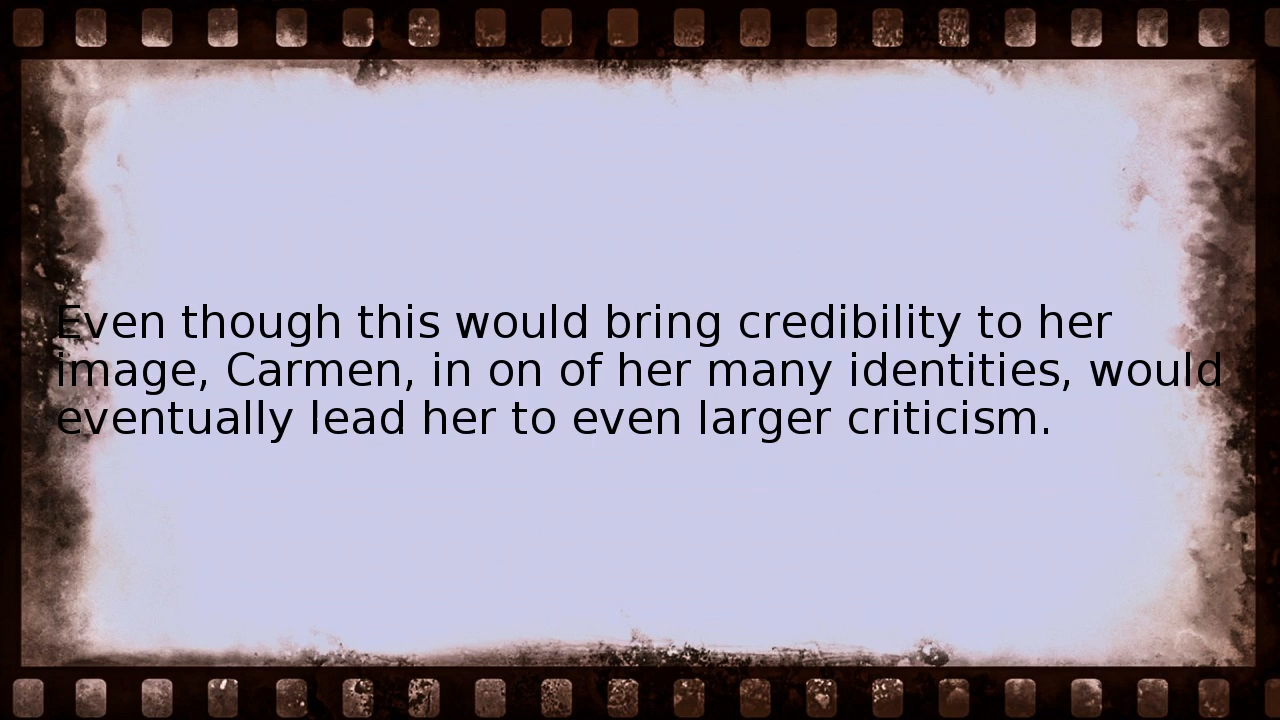 Even though this would bring credibility to her
image, Carmen, in on of her many identities, would
eventually lead her to even larger criticism.